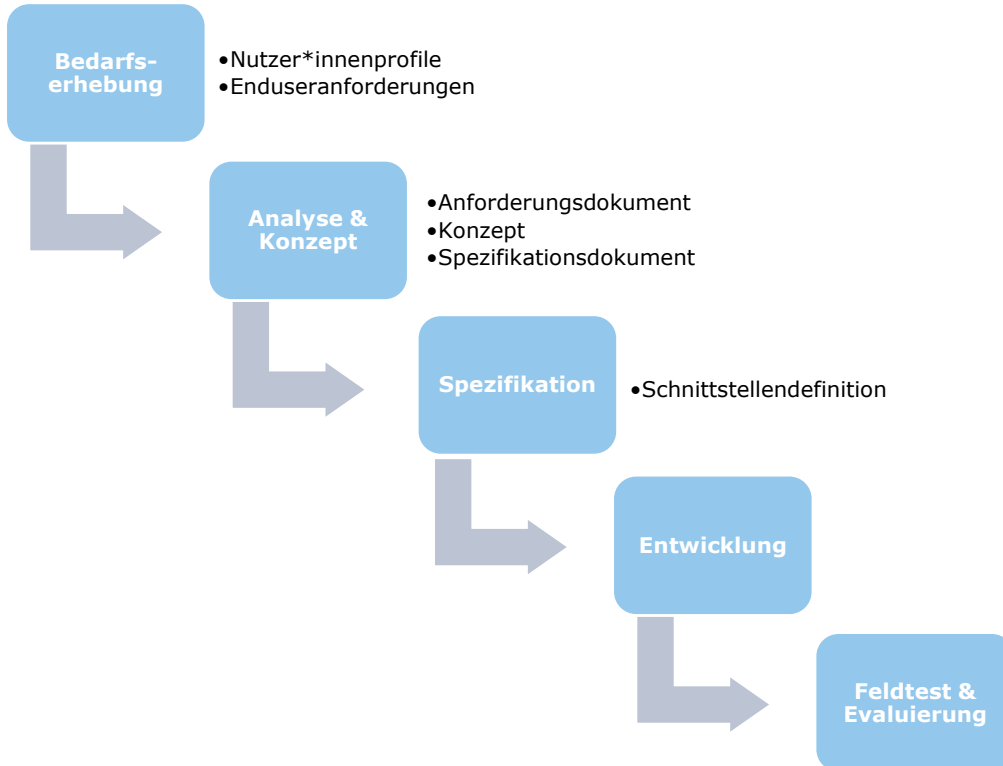 Bedarfs-
erhebung
•Nutzer*innenprofile
•Enduseranforderungen
Analyse &
Konzept
•Anforderungsdokument
•Konzept
•Spezifikationsdokument
Spezifikation
•Schnittstellendefinition
Entwicklung
Feldtest &
Evaluierung